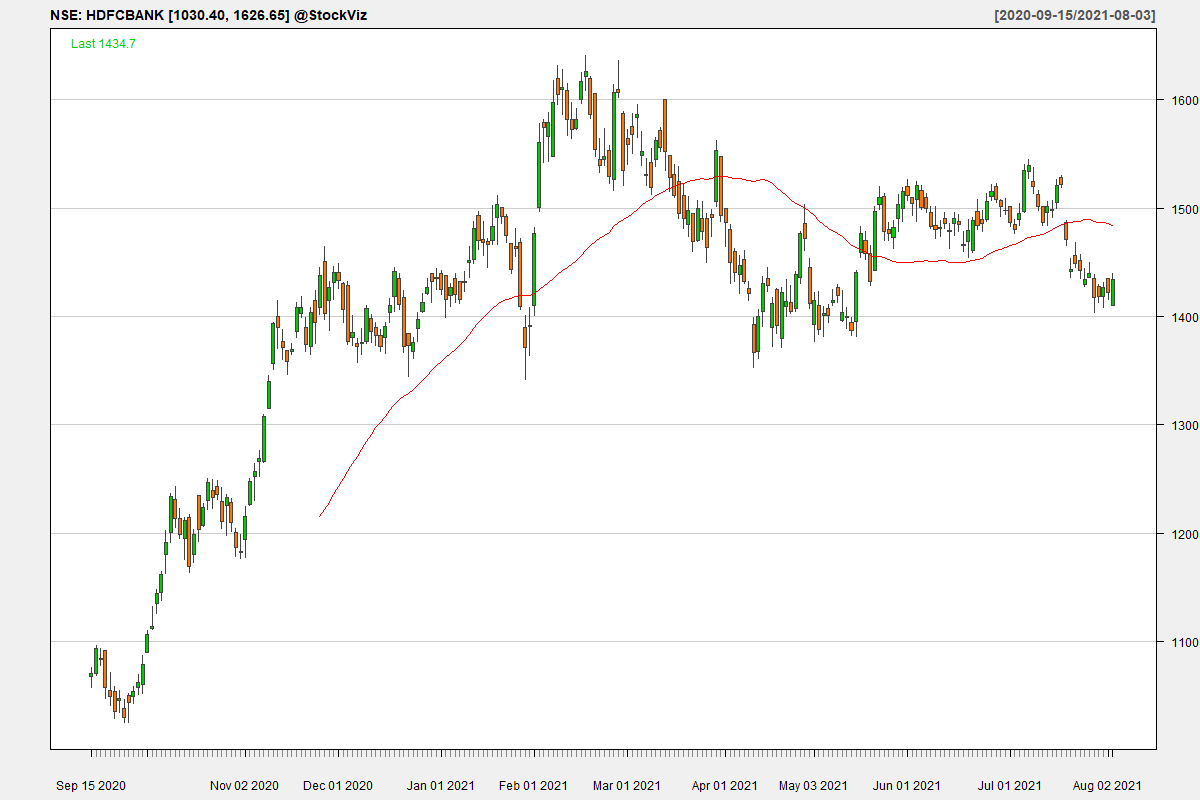 NSE: HDFCBANK [1030.40, 1626.65] @StockViz [2020-09-15/2021-08-03]
Last 1434.7
1600
1500
1400
1300
1200
1100
Sep 15 2020 Nov 02 2020 Dec 01 2020 Jan 01 2021 Feb 01 2021 Mar 01 2021 Apr 01 2021 May 03 2021 Jun 01 2021 Jul 01 2021 Aug 02 2021